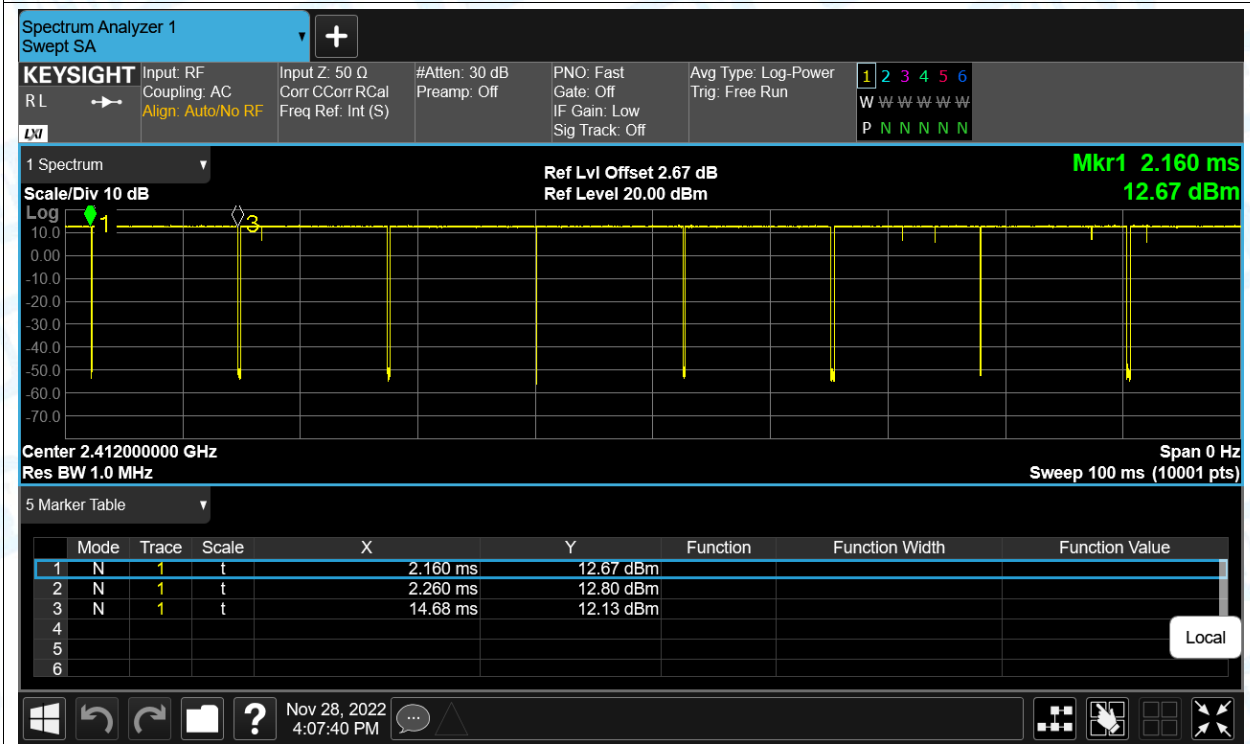 Spectrum Analyzer 1
Swept SA
KEYSIGHT
R L
LXI
Input: RF
Coupling: AC
Align: Auto/No RF
Input Z: 50 Ω
Corr CCorr RCal
Freq Ref: Int (S)
#Atten: 30 dB
Preamp: Off
PNO: Fast
Gate: Off
IF Gain: Low
Sig Track: Off
Avg Type: Log-Power
Trig: Free Run
1 2 3 4 5 6
W W W W W W
P N N N N N
1 Spectrum
Scale/Div 10 dB
Ref Lvl Offset 2.67 dB
Ref Level 20.00 dBm
Mkr1 2.160 ms
12.67 dBm
Log
1
3
10.0
0.00
-10.0
-20.0
-30.0
-40.0
-50.0
-60.0
-70.0
Center 2.412000000 GHz
Res BW 1.0 MHz
Span 0 Hz
Sweep 100 ms (10001 pts)
5 Marker Table
Mode Trace Scale X Y Function Function Width Function Value
1 N 1 t 2.160 ms 12.67 dBm
2 N 1 t 2.260 ms 12.80 dBm
3 N 1 t 14.68 ms 12.13 dBm
4
5
6
Local
?
Nov 28, 2022
4:07:40 PM